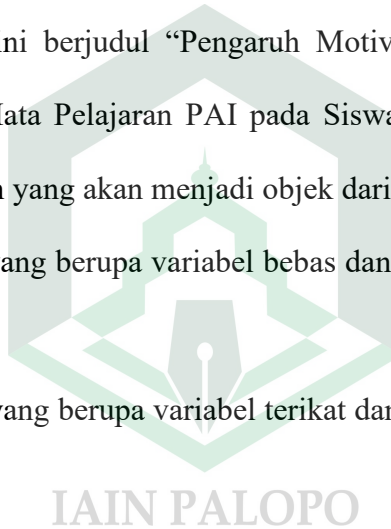 ini berjudul “Pengaruh Motiv
Mata Pelajaran PAI pada Siswa
yang akan menjadi objek dari
yang berupa variabel bebas dan
yang berupa variabel terikat dan
IAIN PALOPO